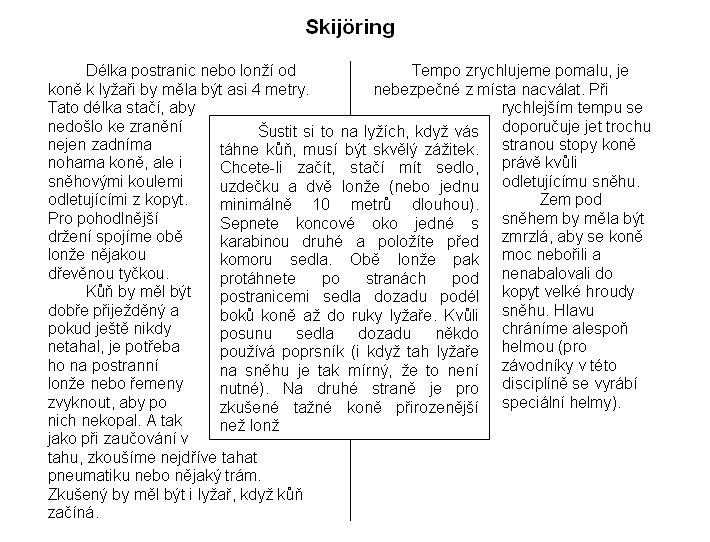 Skijöring
Délka postranic nebo lonží od
koně k lyžaři by měla být asi 4 metry.
Tato délka stačí, aby
nedošlo ke zranění
nejen zadníma
nohama koně, ale i
sněhovými koulemi
odletujícími z kopyt.
Pro pohodlnější
držení spojíme obě
lonže nějakou
dřevěnou tyčkou.
Kůň by měl být
dobře přiježděný a
pokud ještě nikdy
netahal, je potřeba
ho na postranní
lonže nebo řemeny
zvyknout, aby po
nich nekopal. A tak
jako při zaučování v
tahu, zkoušíme nejdříve tahat
pneumatiku nebo nějaký trám.
Zkušený by měl být i lyžař, když kůň
začíná.
Šustit si to na lyžích, když vás
táhne kůň, musí být skvělý zážitek.
Chcete-li začít, stačí mít sedlo,
uzdečku a dvě lonže (nebo jednu
minimálně 10 metrů dlouhou).
Sepnete koncové oko jedné s
karabinou druhé a položíte před
komoru sedla. Obě lonže pak
protáhnete po stranách pod
postranicemi sedla dozadu podél
boků koně až do ruky lyžaře. Kvůli
posunu sedla dozadu někdo
používá poprsník (i když tah lyžaře
na sněhu je tak mírný, že to není
nutné). Na druhé straně je pro
zkušené tažné koně přirozenější
než lonž
Tempo zrychlujeme pomalu, je
nebezpečné z místa nacválat. Při
rychlejším tempu se
doporučuje jet trochu
stranou stopy koně
právě kvůli
odletujícímu sněhu.
Zem pod
sněhem by měla být
zmrzlá, aby se koně
moc nebořili a
nenabalovali do
kopyt velké hroudy
sněhu. Hlavu
chráníme alespoň
helmou (pro
závodníky v této
disciplíně se vyrábí
speciální helmy).